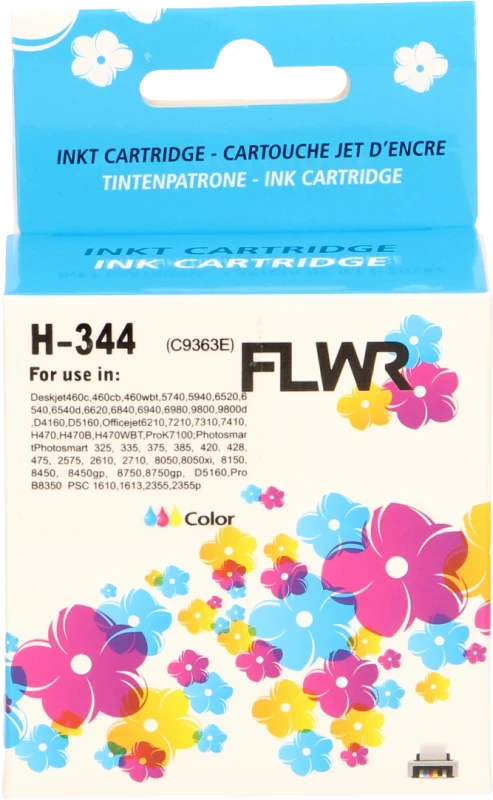 INKT CARTRIDGE - CARTOUCHE JET D'ENCRE
TINTENPATRONE - INK CARTRIDGE
INKT CARTRIDGE
INK CARTRIDGE
H-344 (C9363E) FLWR
For use in:
Deskjet460c,460cb,460wbt,5740,5940,6520,6
540,6540d,6620,6840,6940,6980,9800,9800d
,D4160,D5160,Officejet6210,7210,7310,7410,
H470,H470B,H470WBT,ProK7100;Photosmar
tPhotosmart 325, 335, 375, 385, 420, 428,
475, 2575, 2610, 2710, 8050,8050xi, 8150,
8450, 8450gp, 8750,8750gp, D5160,Pro
B8350 PSC 1610,1613,2355,2355p
Color